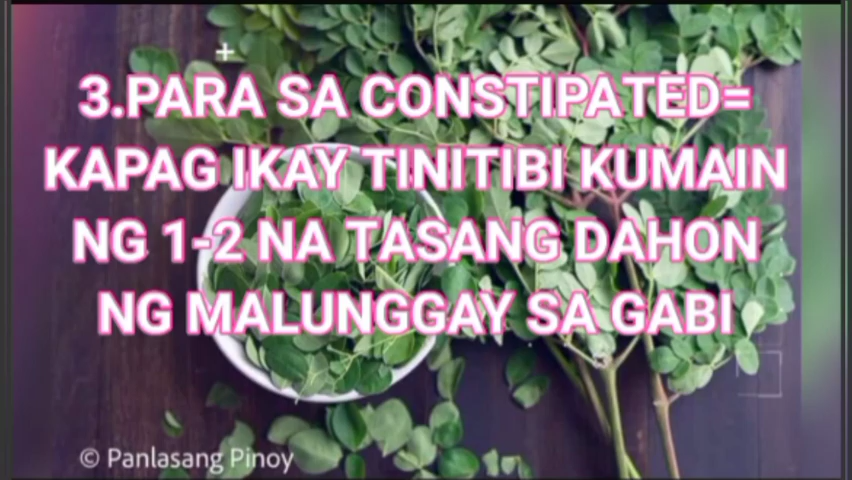 3.PARA SA CONSTIPATED=
KAPAG IKAY TINITIBI KUMAIN
NG 1-2 NA TASANG DAHON
NG MALUNGGAY SA GABI
© Panlasang Pinoy